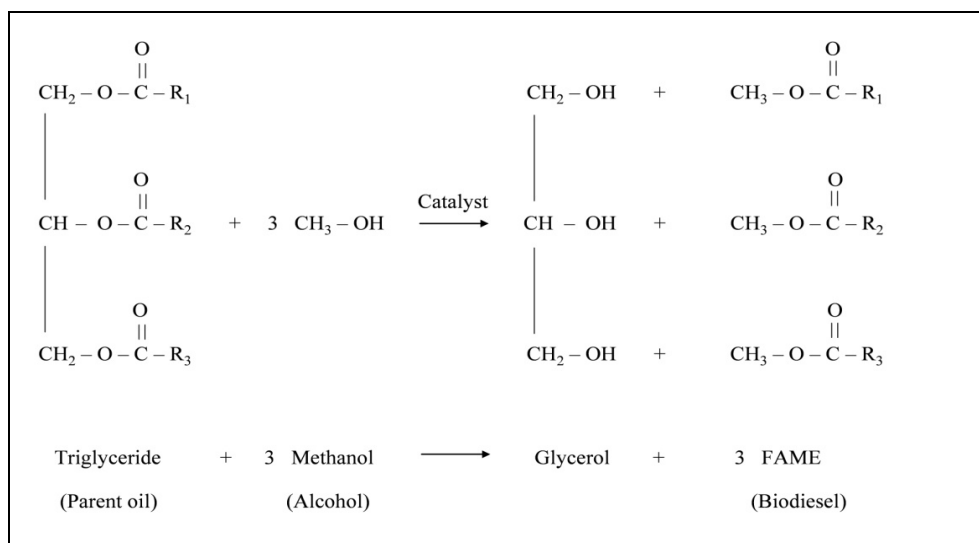 O O
|| ||
CH₂ – O – C – R₁ CH₂ – OH + CH₃ – O – C – R₁
O O
|| Catalyst ||
CH – O – C – R₂ + 3 CH₃ – OH CH – OH + CH₃ – O – C – R₂
O O
|| ||
CH₂ – O – C – R₃ CH₂ – OH + CH₃ – O – C – R₃
Triglyceride + 3 Methanol Glycerol + 3 FAME
(Parent oil) (Alcohol) (Biodiesel)